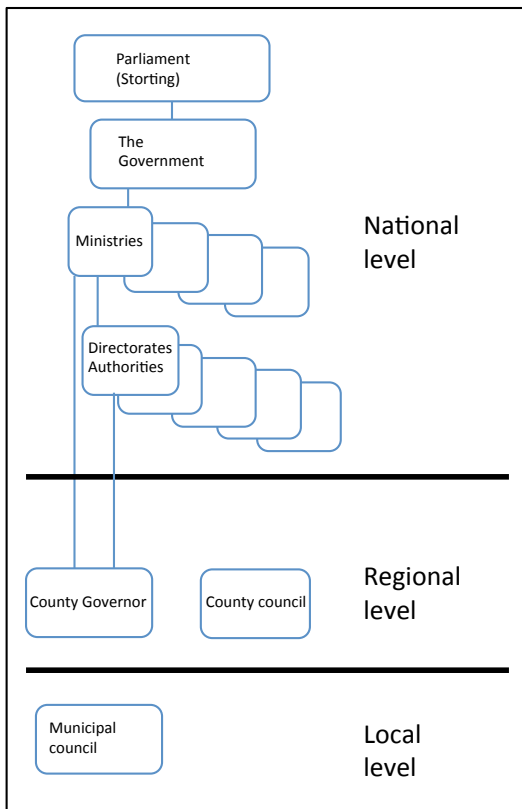 Parliament
(Storting)
The
Government
Ministries
National
level
Directorates
Authorities
County Governor
County council
Regional
level
Municipal
council
Local
level